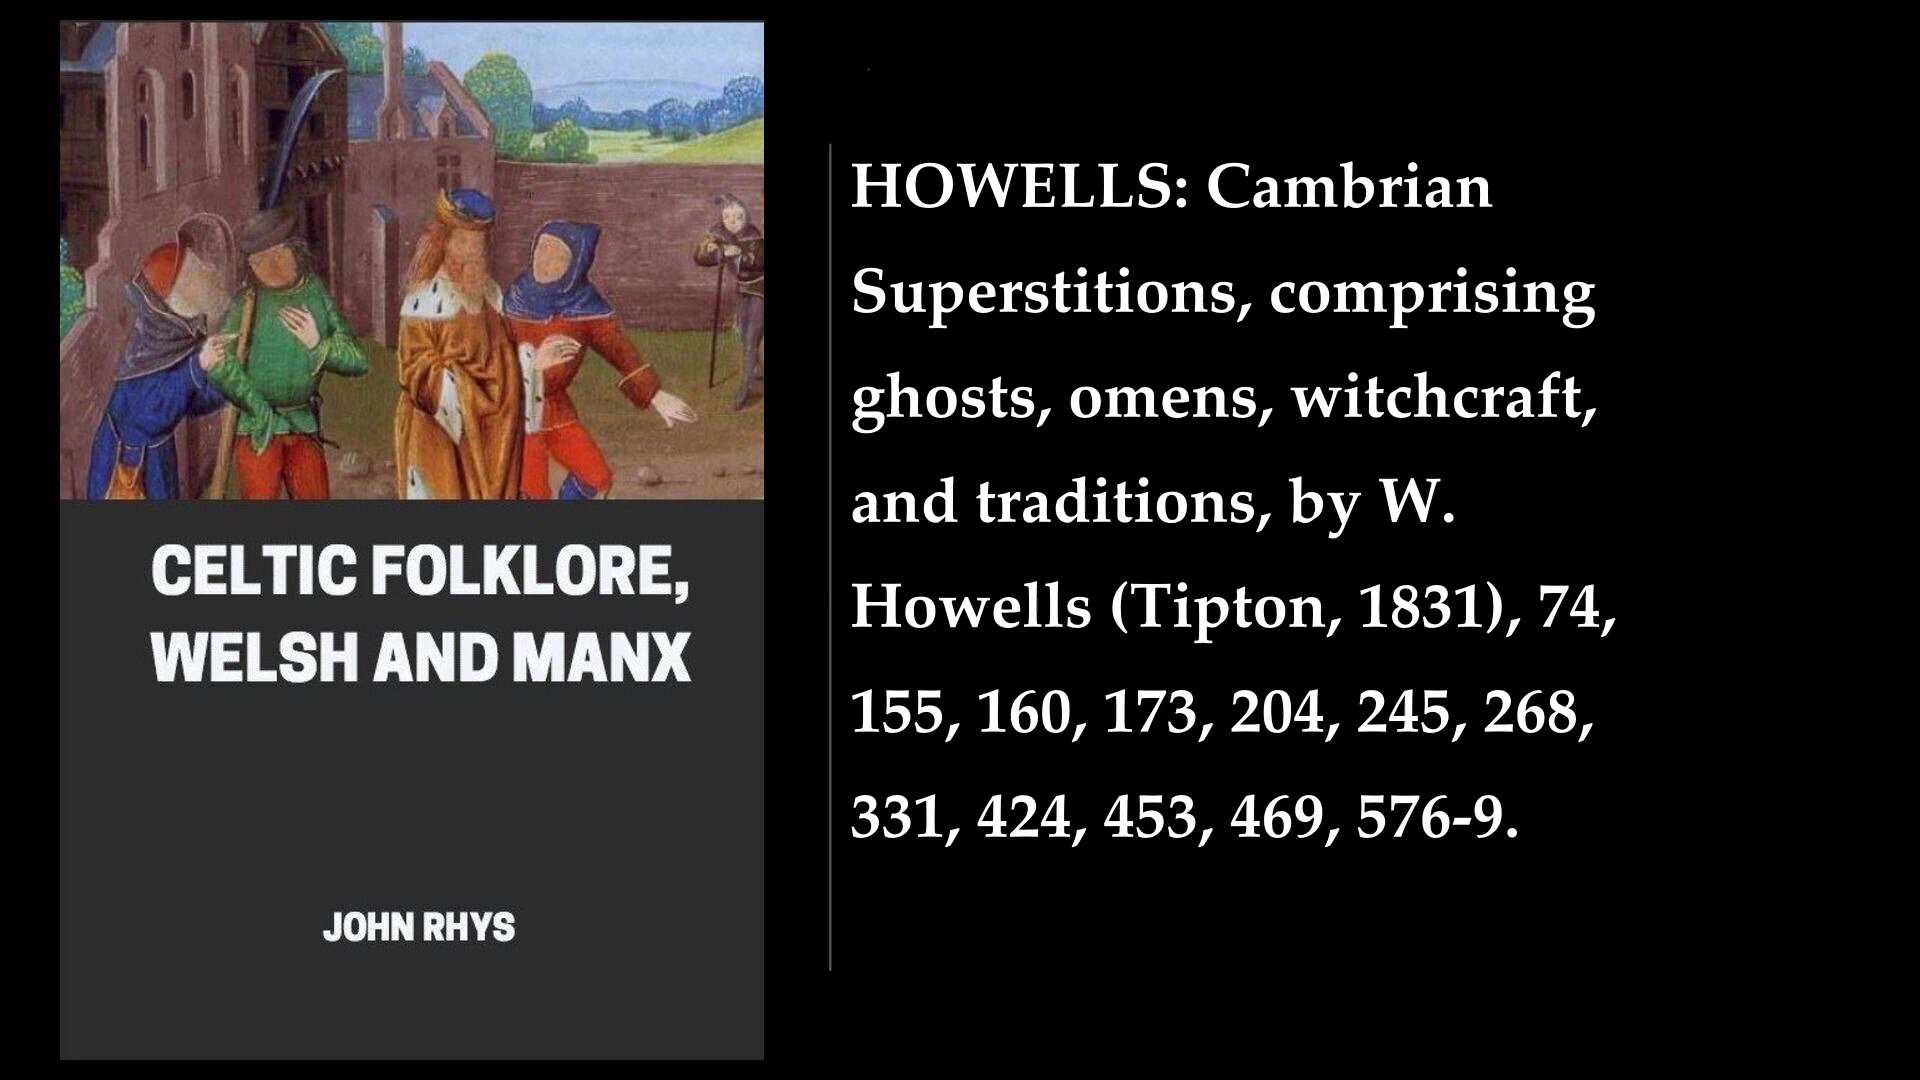 CELTIC FOLKLORE,
WELSH AND MANX
JOHN RHYS
HOWELLS: Cambrian
Superstitions, comprising
ghosts, omens, witchcraft,
and traditions, by W.
Howells (Tipton, 1831), 74,
155, 160, 173, 204, 245, 268,
331, 424, 453, 469, 576-9.